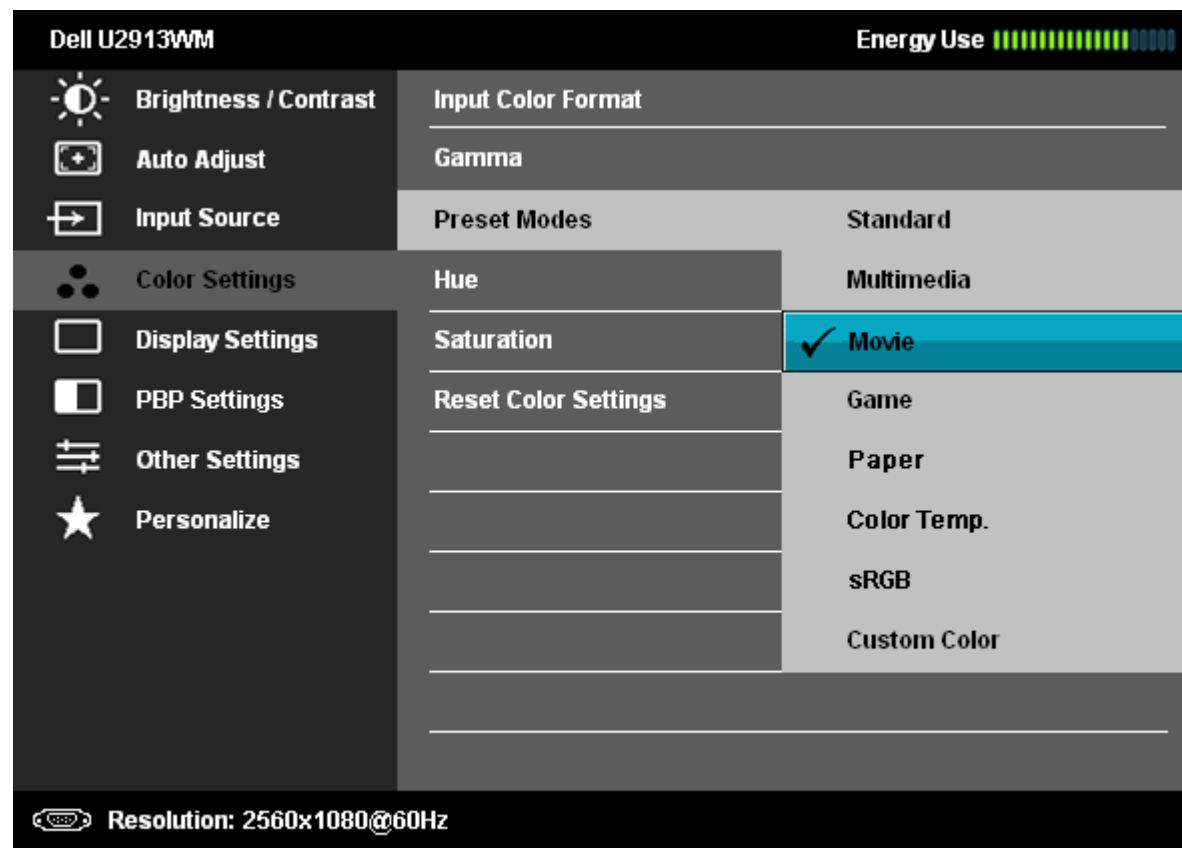 Dell U2913WM Energy Use
Brightness / Contrast Input Color Format
Auto Adjust Gamma
Input Source Preset Modes Standard
Color Settings Hue Multimedia
Display Settings Saturation Movie
PBP Settings Reset Color Settings Game
Other Settings Paper
Personalize Color Temp.
sRGB
Custom Color
Resolution: 2560x1080@60Hz